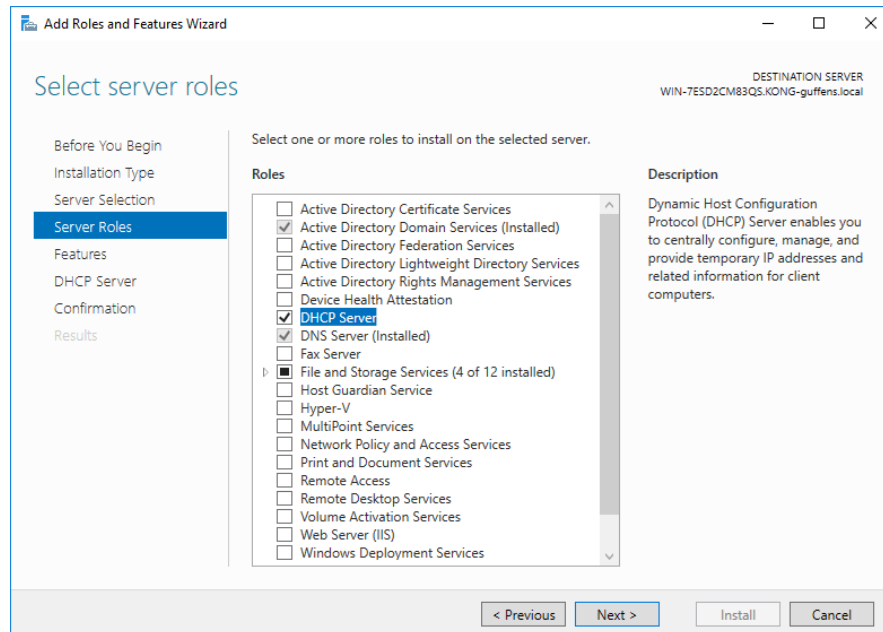 Add Roles and Features Wizard
Select server roles
DESTINATION SERVER
WIN-7ESD2CM83QS.KONG-guffens.local
Before You Begin
Installation Type
Server Selection
Server Roles
Features
DHCP Server
Confirmation
Results
Select one or more roles to install on the selected server.
Roles
Active Directory Certificate Services
Active Directory Domain Services (Installed)
Active Directory Federation Services
Active Directory Lightweight Directory Services
Active Directory Rights Management Services
Device Health Attestation
DHCP Server
DNS Server (Installed)
Fax Server
File and Storage Services (4 of 12 installed)
Host Guardian Service
Hyper-V
MultiPoint Services
Network Policy and Access Services
Print and Document Services
Remote Access
Remote Desktop Services
Volume Activation Services
Web Server (IIS)
Windows Deployment Services
Description
Dynamic Host Configuration
Protocol (DHCP) Server enables you
to centrally configure, manage, and
provide temporary IP addresses and
related information for client
computers.
< Previous
Next >
Install
Cancel